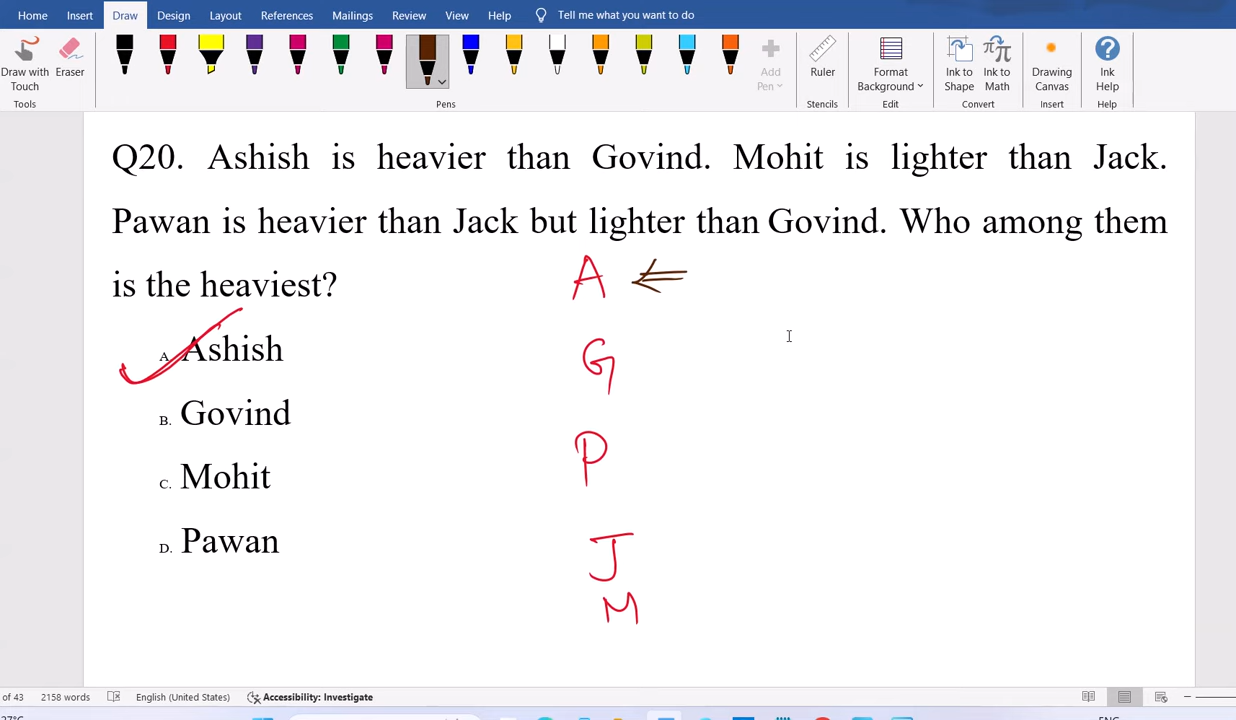 Home Insert Draw Design Layout References Mailings Review View Help Tell me what you want to do
Draw with Touch
Eraser
Add Pen
Ruler
Format Background
Ink to Shape
Ink to Math
Drawing Canvas
Ink Help
Tools Pens Stencils Edit Convert Insert Help
Q20. Ashish is heavier than Govind. Mohit is lighter than Jack.
Pawan is heavier than Jack but lighter than Govind. Who among them
is the heaviest?
A. Ashish
B. Govind
C. Mohit
D. Pawan
A
G
P
J
M
of 43 2158 words English (United States) Accessibility: Investigate